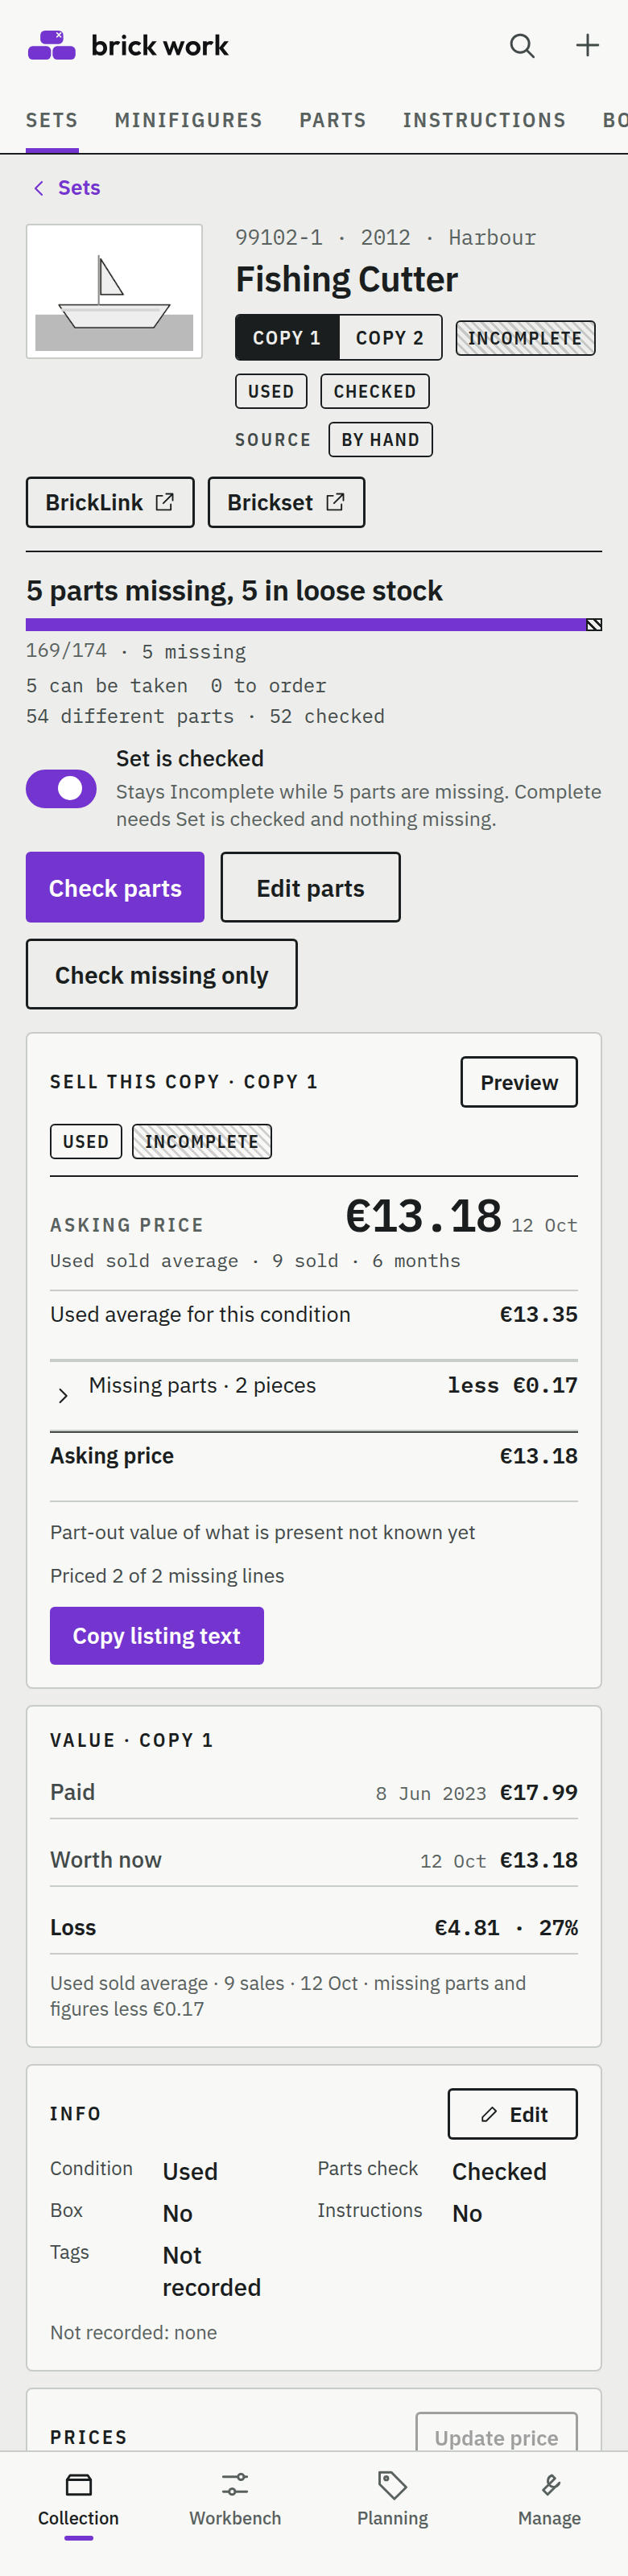 brick work
SETS MINIFIGURES PARTS INSTRUCTIONS BO
Sets
99102-1 · 2012 · Harbour
Fishing Cutter
COPY 1 COPY 2 INCOMPLETE
USED CHECKED
SOURCE BY HAND
BrickLink Brickset
5 parts missing, 5 in loose stock
169/174 · 5 missing
5 can be taken 0 to order
54 different parts · 52 checked
Set is checked
Stays Incomplete while 5 parts are missing. Complete
needs Set is checked and nothing missing.
Check parts Edit parts
Check missing only
SELL THIS COPY · COPY 1 Preview
USED INCOMPLETE
ASKING PRICE €13.18 12 Oct
Used sold average · 9 sold · 6 months
Used average for this condition €13.35
Missing parts · 2 pieces less €0.17
Asking price €13.18
Part-out value of what is present not known yet
Priced 2 of 2 missing lines
Copy listing text
VALUE · COPY 1
Paid 8 Jun 2023 €17.99
Worth now 12 Oct €13.18
Loss €4.81 · 27%
Used sold average · 9 sales · 12 Oct · missing parts and
figures less €0.17
INFO Edit
Condition Used Parts check Checked
Box No Instructions No
Tags Not
recorded
Not recorded: none
PRICES Update price
Collection Workbench Planning Manage